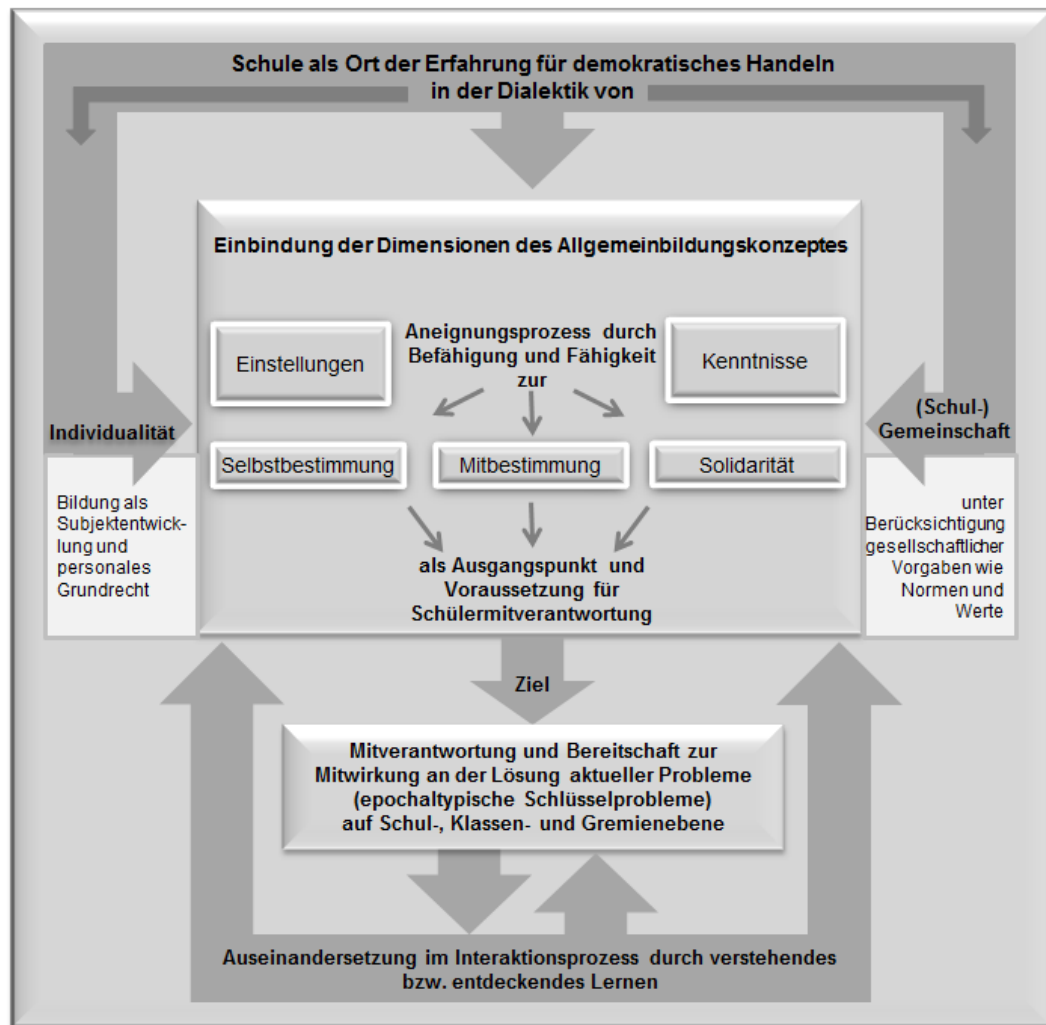 Schule als Ort der Erfahrung für demokratisches Handeln
in der Dialektik von
Einbindung der Dimensionen des Allgemeinbildungskonzeptes
Einstellungen
Aneignungsprozess durch
Befähigung und Fähigkeit
zur
Kenntnisse
Individualität
(Schul-)
Gemeinschaft
Selbstbestimmung
Mitbestimmung
Solidarität
Bildung als
Subjektentwick-
lung und
personales
Grundrecht
unter
Berücksichtigung
gesellschaftlicher
Vorgaben wie
Normen und
Werte
als Ausgangspunkt und
Voraussetzung für
Schülermitverantwortung
Ziel
Mitverantwortung und Bereitschaft zur
Mitwirkung an der Lösung aktueller Probleme
(epochaltypische Schlüsselprobleme)
auf Schul-, Klassen- und Gremienebene
Auseinandersetzung im Interaktionsprozess durch verstehendes
bzw. entdeckendes Lernen